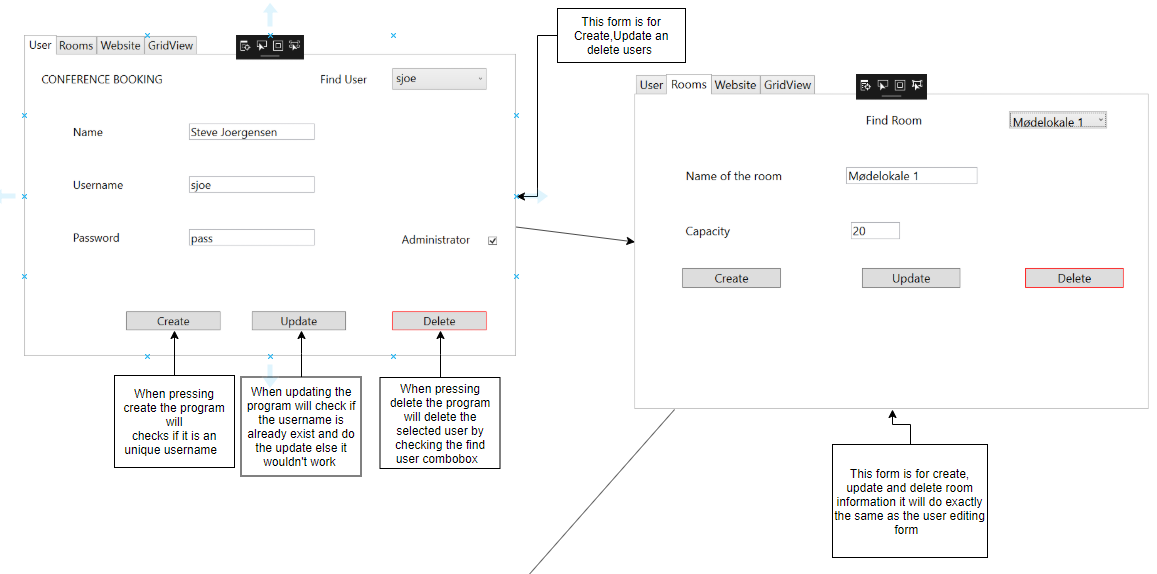 This form is for
Create,Update an
delete users
User Rooms Website GridView
CONFERENCE BOOKING
Find User
sjoe
Name
Steve Joergensen
Username
sjoe
Password
pass
Administrator
Create
Update
Delete
When pressing
create the program
will
checks if it is an
unique username
When updating the
program will check if
the username is
already exist and do
the update else it
wouldn't work
When pressing
delete the program
will delete the
selected user by
checking the find
user combobox
User Rooms Website GridView
Find Room
Mødelokale 1
Name of the room
Mødelokale 1
Capacity
20
Create
Update
Delete
This form is for create,
update and delete room
information it will do exactly
the same as the user editing
form